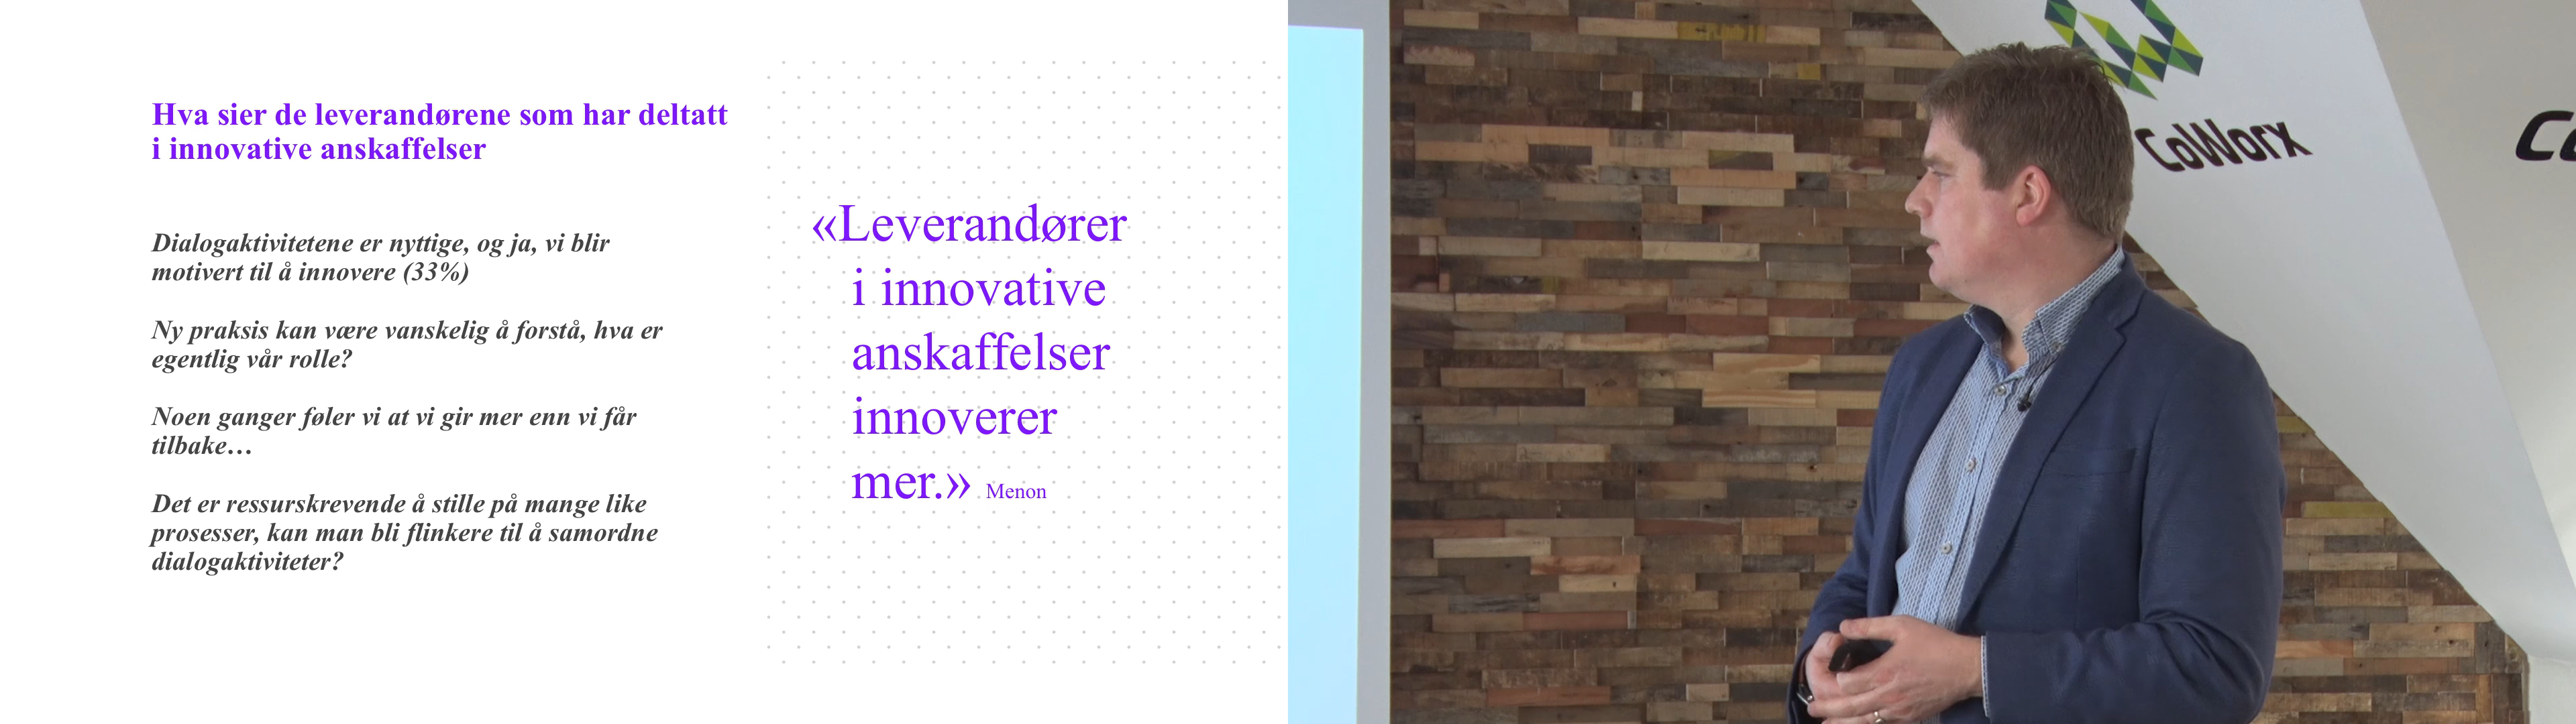 Hva sier de leverandørene som har deltatt
i innovative anskaffelser
Dialogaktivitetene er nyttige, og ja, vi blir
motivert til å innovere (33%)
Ny praksis kan være vanskelig å forstå, hva er
egentlig vår rolle?
Noen ganger føler vi at vi gir mer enn vi får
tilbake…
Det er ressurskrevende å stille på mange like
prosesser, kan man bli flinkere til å samordne
dialogaktiviteter?
«Leverandører
i innovative
anskaffelser
innoverer
mer.» Menon
CoWorx